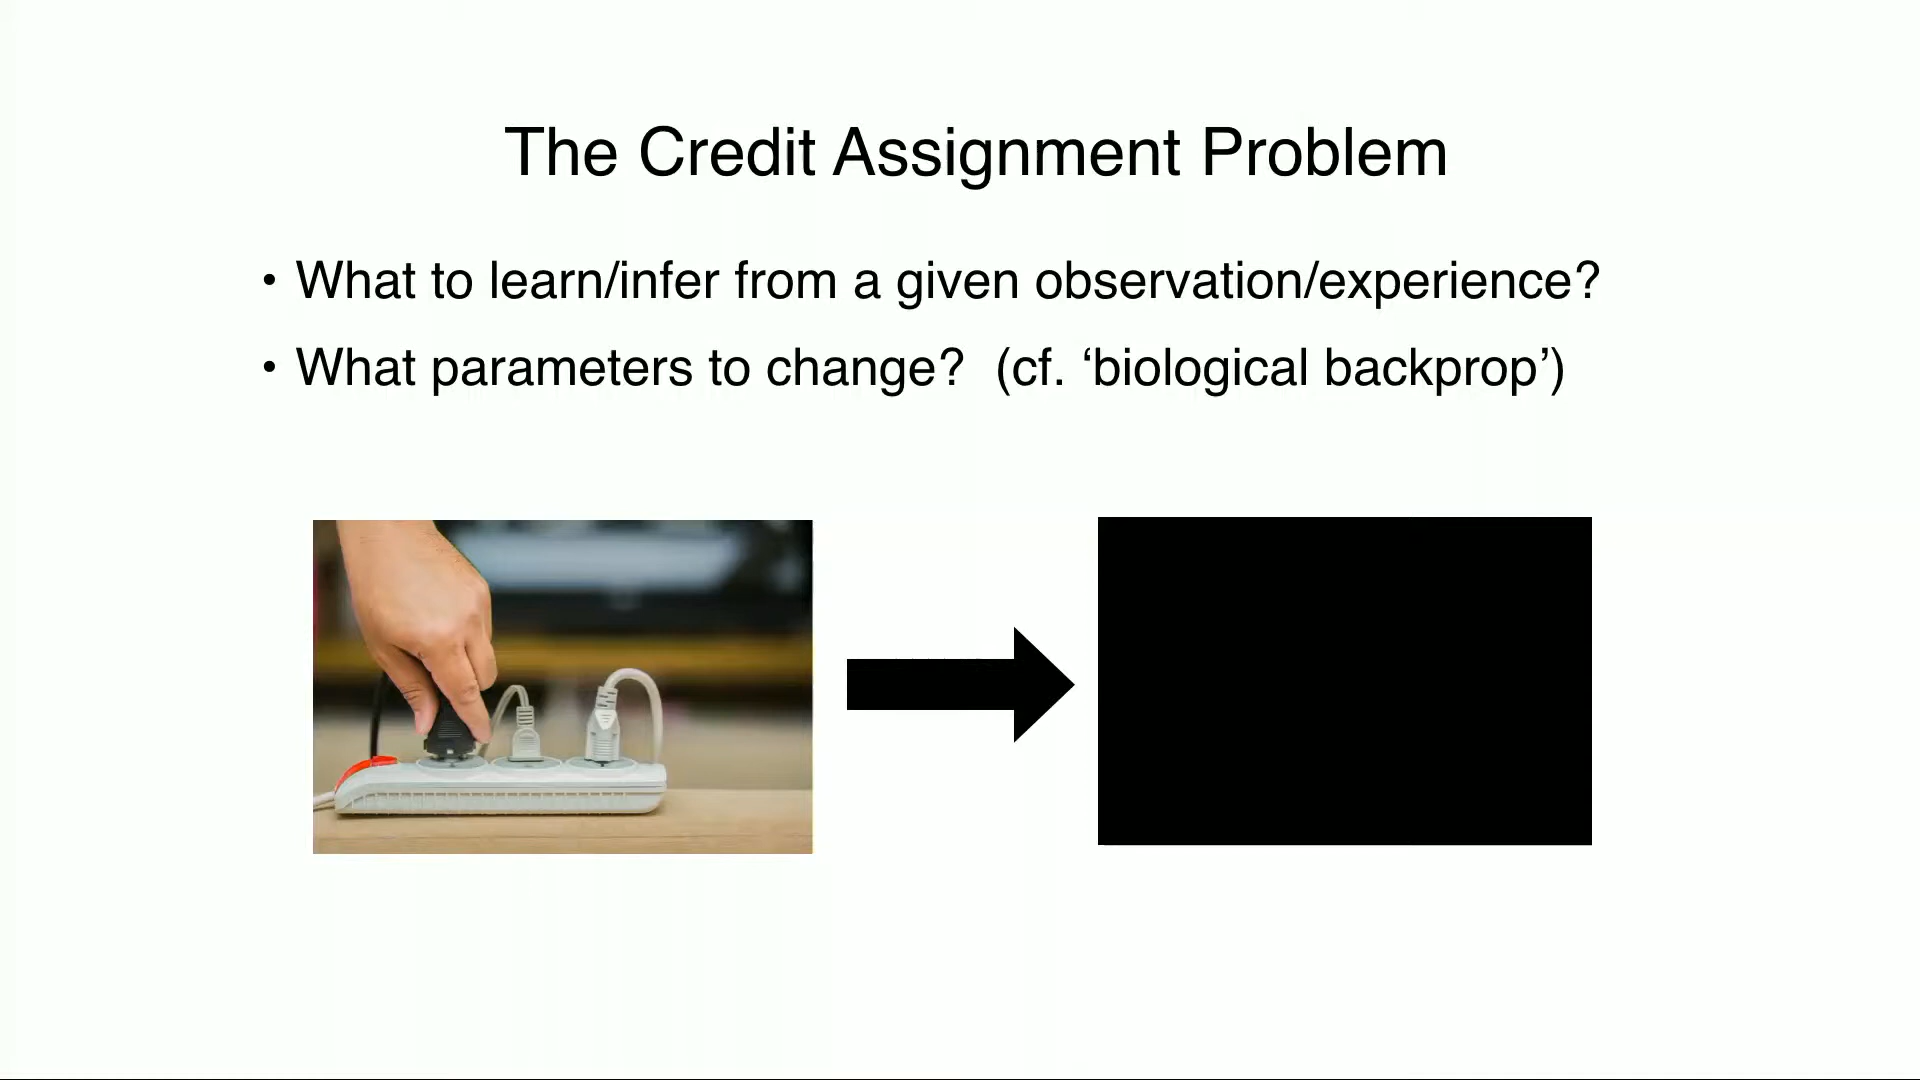 The Credit Assignment Problem
• What to learn/infer from a given observation/experience?
• What parameters to change?  (cf. ‘biological backprop’)